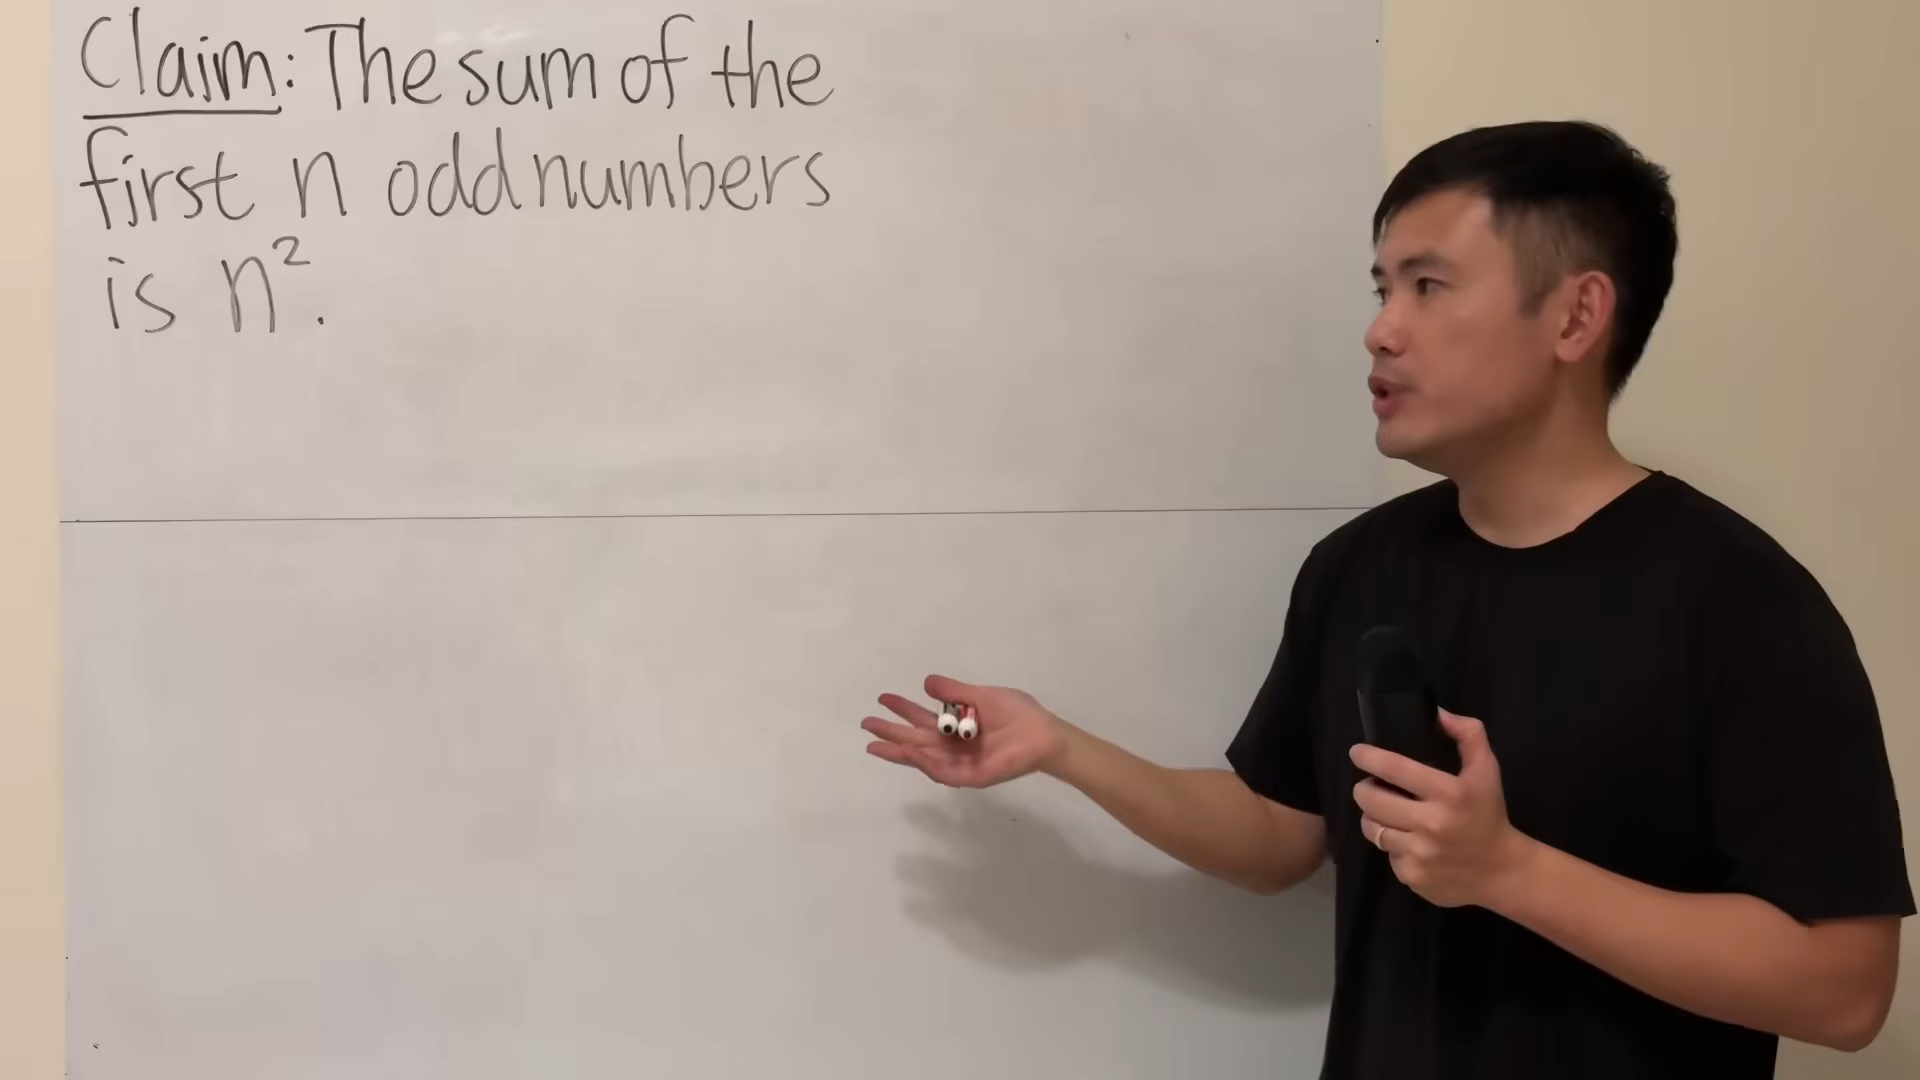 Claim: The sum of the
first n odd numbers
is n².